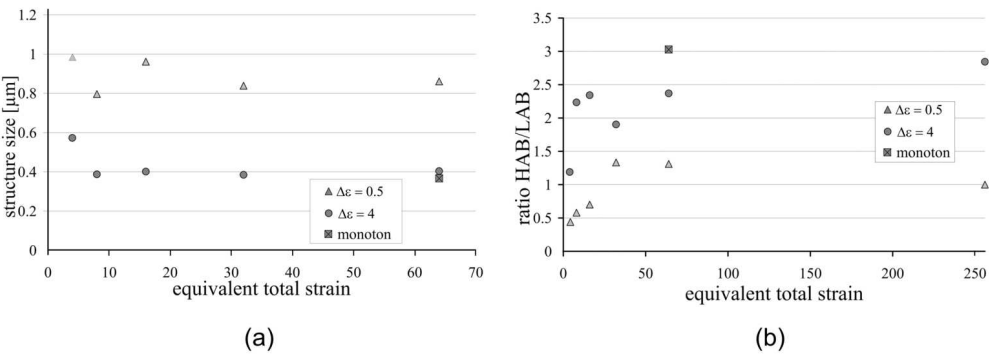 1.2
1
0.8
0.6
0.4
0.2
0
0 10 20 30 40 50 60 70
structure size [µm]
equivalent total strain
Δε = 0.5
Δε = 4
monoton
(a)
3.5
3
2.5
2
1.5
1
0.5
0
0 50 100 150 200 250
ratio HAB/LAB
equivalent total strain
Δε = 0.5
Δε = 4
monoton
(b)